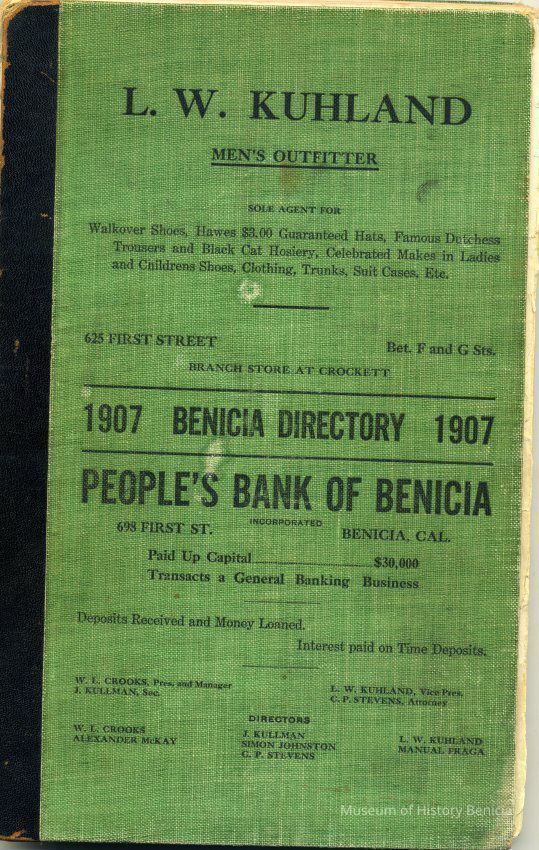 L. W. KUHLAND
MEN'S OUTFITTER
SOLE AGENT FOR
Walkover Shoes, Hawes $3.00 Guaranteed Hats, Famous Dutchess
Trousers and Black Cat Hosiery, Celebrated Makes in Ladies
and Childrens Shoes, Clothing, Trunks, Suit Cases, Etc.
625 FIRST STREET Bet. F and G Sts.
BRANCH STORE AT CROCKETT
1907 BENICIA DIRECTORY 1907
PEOPLE'S BANK OF BENICIA
INCORPORATED
698 FIRST ST. BENICIA, CAL.
Paid Up Capital $30,000
Transacts a General Banking Business
Deposits Received and Money Loaned.
Interest paid on Time Deposits.
W. L. CROOKS, Pres. and Manager L. W. KUHLAND, Vice Pres.
J. KULLMAN, Sec. C. P. STEVENS, Attorney
DIRECTORS
W. L. CROOKS J. KULLMAN L. W. KUHLAND
ALEXANDER McKAY SIMON JOHNSTON MANUAL FRAGA
C. P. STEVENS
Museum of History Benicia